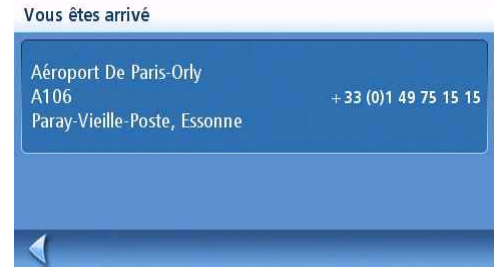 Vous êtes arrivé
Aéroport De Paris-Orly
A106
+33 (0)1 49 75 15 15
Paray-Vieille-Poste, Essonne